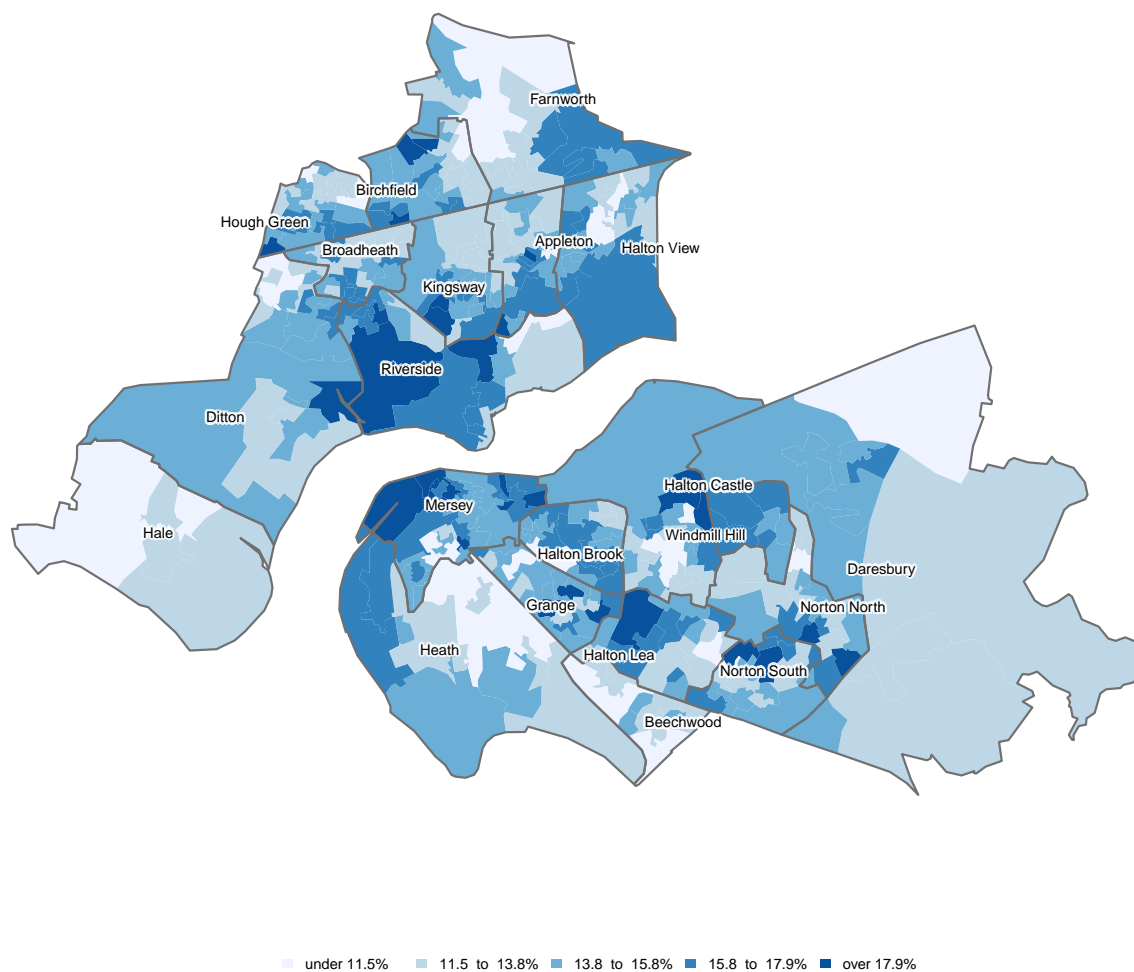 Farnworth
Birchfield
Hough Green
Broadheath
Appleton
Halton View
Kingsway
Riverside
Ditton
Halton Castle
Mersey
Hale
Windmill Hill
Halton Brook
Daresbury
Grange
Norton North
Heath
Halton Lea
Norton South
Beechwood
under 11.5% 11.5 to 13.8% 13.8 to 15.8% 15.8 to 17.9% over 17.9%